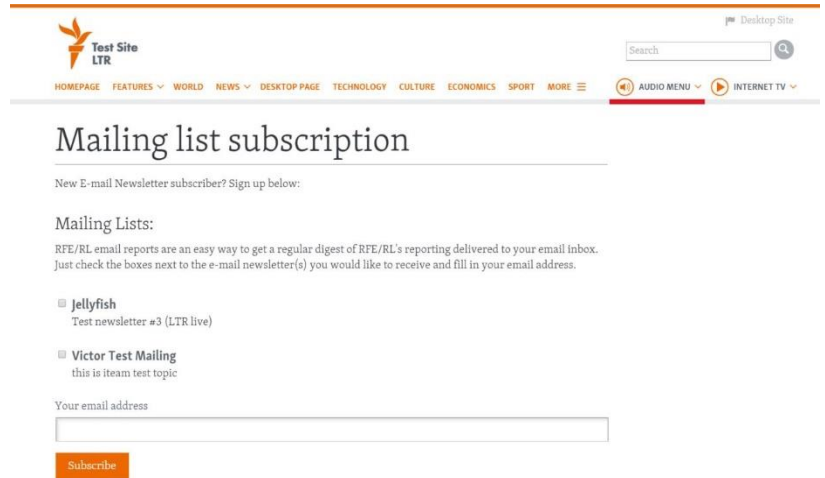 Desktop Site
Test Site
LTR
Search
HOMEPAGE FEATURES WORLD NEWS DESKTOP PAGE TECHNOLOGY CULTURE ECONOMICS SPORT MORE AUDIO MENU INTERNET TV
Mailing list subscription
New E-mail Newsletter subscriber? Sign up below:
Mailing Lists:
RFE/RL email reports are an easy way to get a regular digest of RFE/RL's reporting delivered to your email inbox.
Just check the boxes next to the e-mail newsletter(s) you would like to receive and fill in your email address.
Jellyfish
Test newsletter #3 (LTR live)
Victor Test Mailing
this is iteam test topic
Your email address
Subscribe